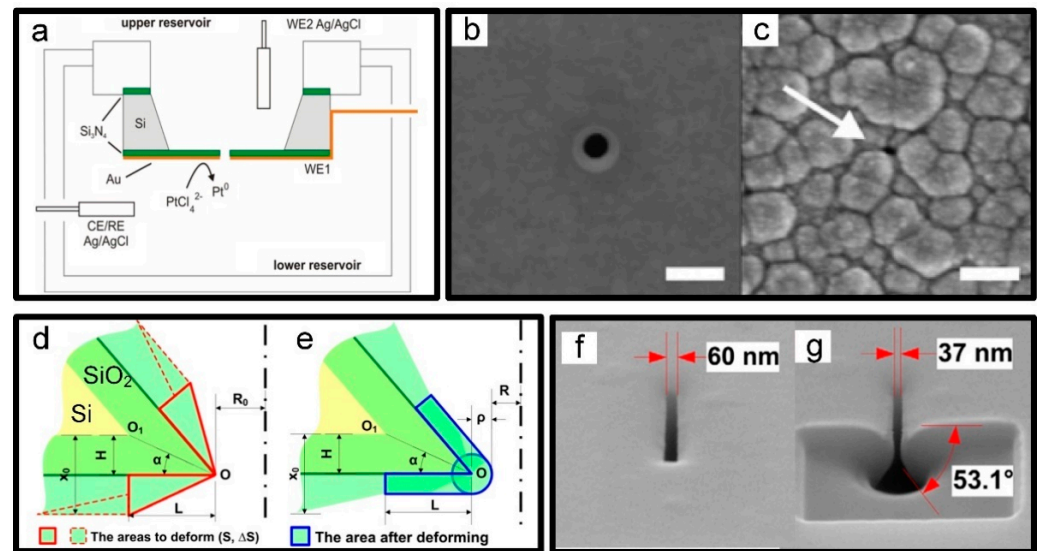 a
upper reservoir
WE2 Ag/AgCl
Si₃N₄
Si
Au
PtCl₄²⁻
Pt⁰
WE1
CE/RE
Ag/AgCl
lower reservoir
b
c
d
SiO₂
Si
O₁
R₀
x₀
H
α
O
L
The areas to deform (S, ΔS)
e
R
ρ
O₁
x₀
H
α
O
L
The area after deforming
f
60 nm
g
37 nm
53.1°